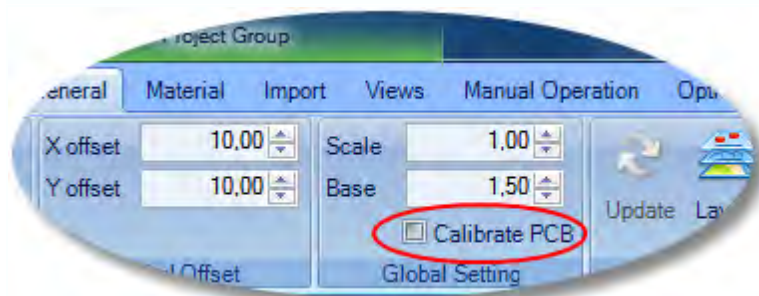 Project Group
General Material Import Views Manual Operation
X offset 10,00 Scale 1,00
Y offset 10,00 Base 1,50
Update
Calibrate PCB
Offset Global Setting